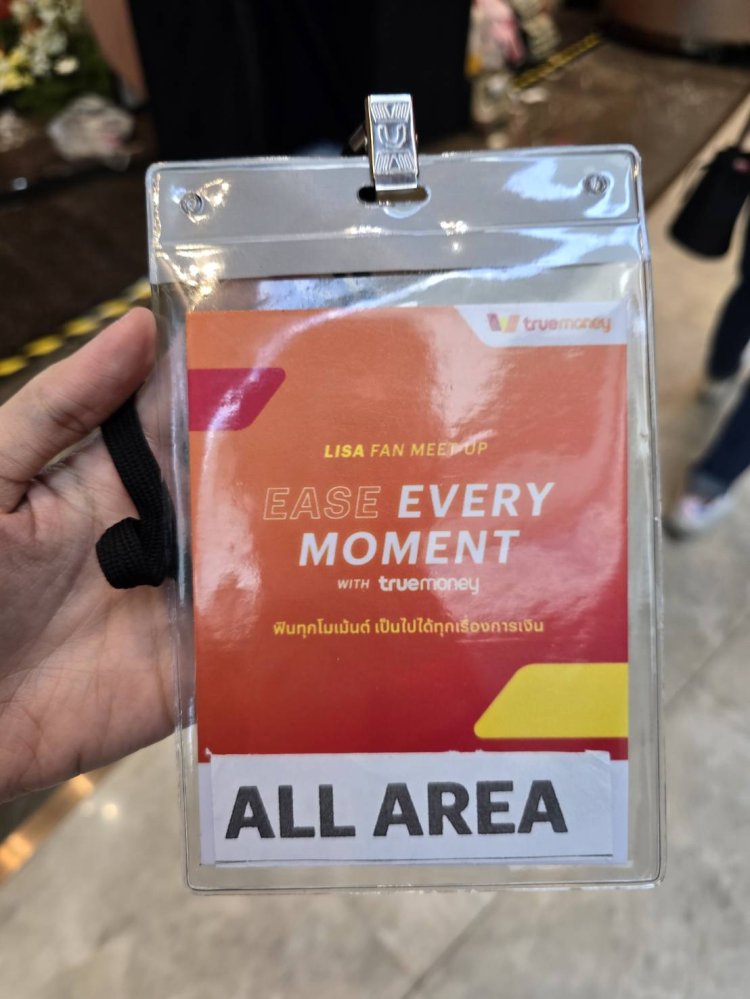 truemoney
LISA FAN MEET UP
EASE EVERY
MOMENT
WITH truemoney
ฟินทุกโมเม้นต์ เป็นไปได้ทุกเรื่องการเงิน
ALL AREA